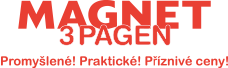 MAGNET
3PAGEN
Promyšlené! Praktické! Příznivé ceny!